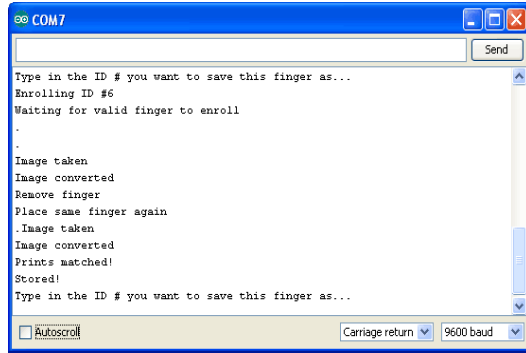 COM7
Send
Type in the ID # you want to save this finger as...
Enrolling ID #6
Waiting for valid finger to enroll
.
.
Image taken
Image converted
Remove finger
Place same finger again
.Image taken
Image converted
Prints matched!
Stored!
Type in the ID # you want to save this finger as...
Autoscroll Carriage return 9600 baud